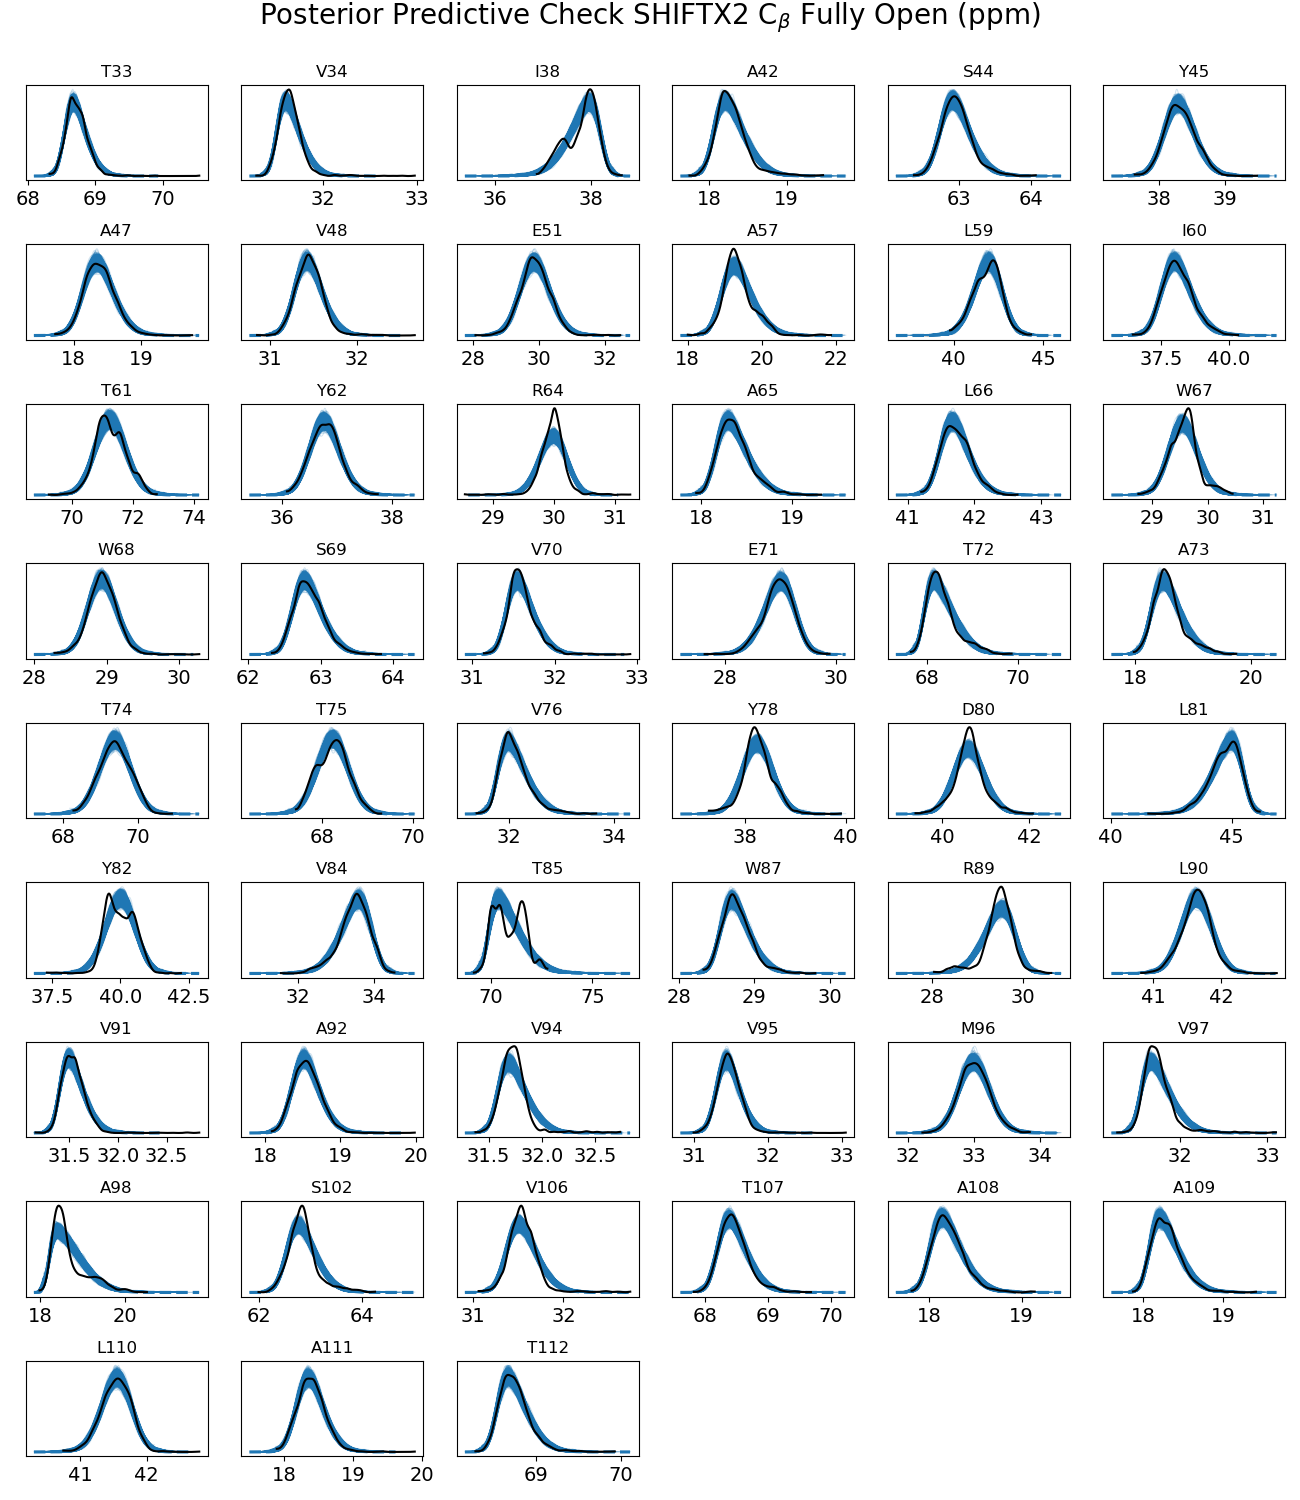 Posterior Predictive Check SHIFTX2 Cβ Fully Open (ppm)
T33 V34 I38 A42 S44 Y45
68 69 70 32 33 36 38 18 19 63 64 38 39
A47 V48 E51 A57 L59 I60
18 19 31 32 28 30 32 18 20 22 40 45 37.5 40.0
T61 Y62 R64 A65 L66 W67
70 72 74 36 38 29 30 31 18 19 41 42 43 29 30 31
W68 S69 V70 E71 T72 A73
28 29 30 62 63 64 31 32 33 28 30 68 70 18 20
T74 T75 V76 Y78 D80 L81
68 70 68 70 32 34 38 40 40 42 40 45
Y82 V84 T85 W87 R89 L90
37.5 40.0 42.5 32 34 70 75 28 29 30 28 30 41 42
V91 A92 V94 V95 M96 V97
31.5 32.0 32.5 18 19 20 31.5 32.0 32.5 31 32 33 32 33 34 32 33
A98 S102 V106 T107 A108 A109
18 20 62 64 31 32 68 69 70 18 19 18 19
L110 A111 T112
41 42 18 19 20 69 70